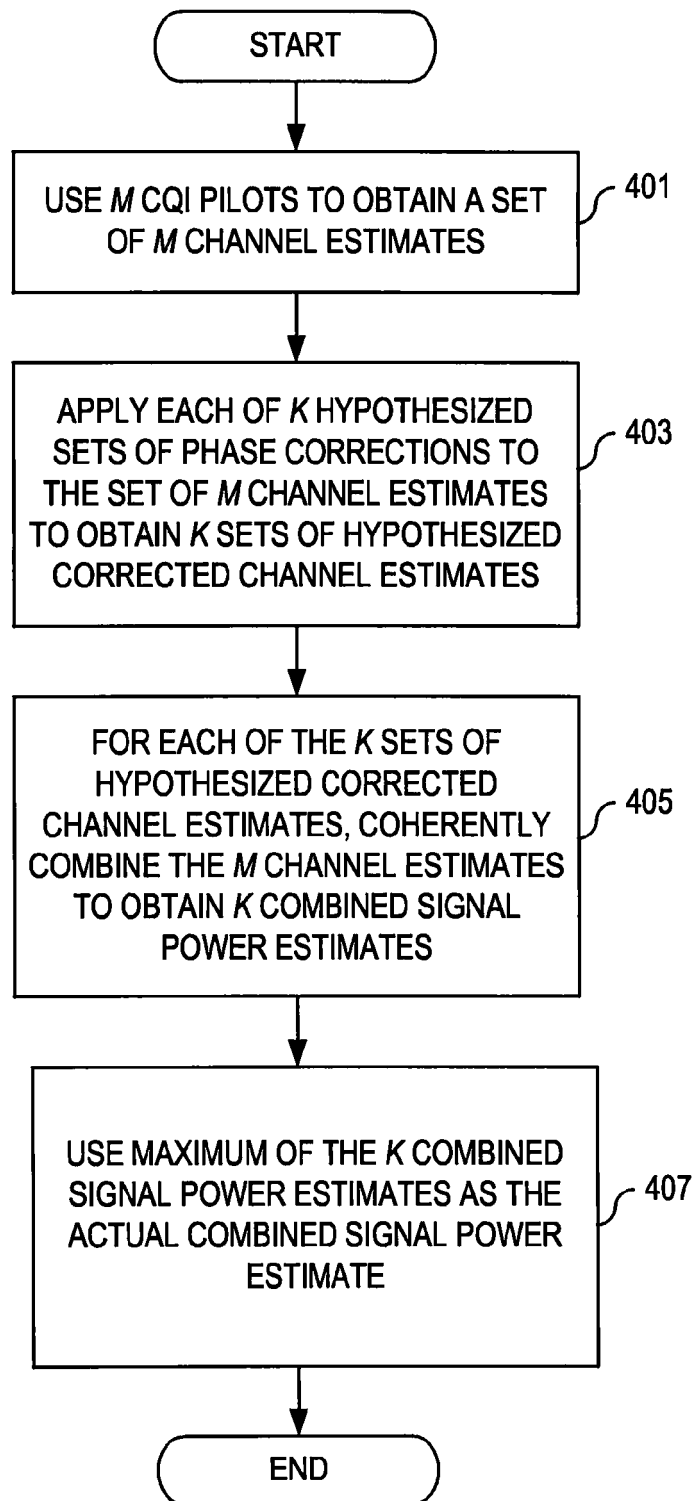 START
USE M CQI PILOTS TO OBTAIN A SET
OF M CHANNEL ESTIMATES
401
APPLY EACH OF K HYPOTHESIZED
SETS OF PHASE CORRECTIONS TO
THE SET OF M CHANNEL ESTIMATES
TO OBTAIN K SETS OF HYPOTHESIZED
CORRECTED CHANNEL ESTIMATES
403
FOR EACH OF THE K SETS OF
HYPOTHESIZED CORRECTED
CHANNEL ESTIMATES, COHERENTLY
COMBINE THE M CHANNEL ESTIMATES
TO OBTAIN K COMBINED SIGNAL
POWER ESTIMATES
405
USE MAXIMUM OF THE K COMBINED
SIGNAL POWER ESTIMATES AS THE
ACTUAL COMBINED SIGNAL POWER
ESTIMATE
407
END